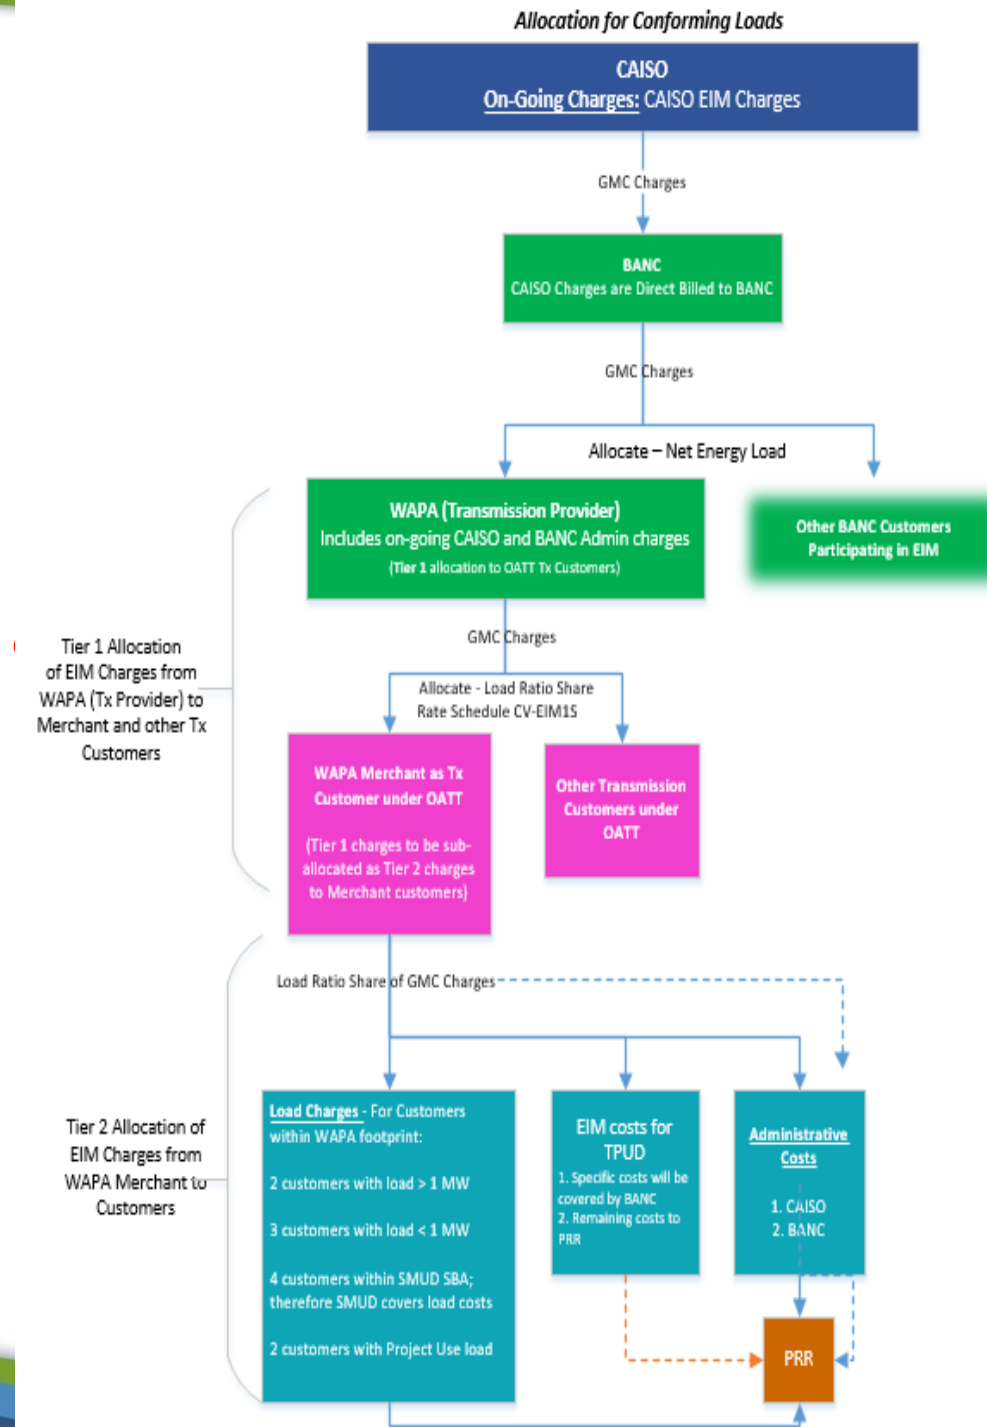 Allocation for Conforming Loads
CAISO
On-Going Charges: CAISO EIM Charges
GMC Charges
BANC
CAISO Charges are Direct Billed to BANC
GMC Charges
Allocate – Net Energy Load
WAPA (Transmission Provider)
Includes on-going CAISO and BANC Admin charges
(Tier 1 allocation to OATT Tx Customers)
Other BANC Customers
Participating in EIM
GMC Charges
Tier 1 Allocation
of EIM Charges from
WAPA (Tx Provider) to
Merchant and other Tx
Customers
Allocate - Load Ratio Share
Rate Schedule CV-EIM1S
WAPA Merchant as Tx
Customer under OATT
(Tier 1 charges to be sub-
allocated as Tier 2 charges
to Merchant customers)
Other Transmission
Customers under
OATT
Load Ratio Share of GMC Charges
Tier 2 Allocation of
EIM Charges from
WAPA Merchant to
Customers
Load Charges - For Customers
within WAPA footprint:
2 customers with load > 1 MW
3 customers with load < 1 MW
4 customers within SMUD SBA;
therefore SMUD covers load costs
2 customers with Project Use load
EIM costs for
TPUD
1. Specific costs will be
covered by BANC
2. Remaining costs to
PRR
Administrative
Costs
1. CAISO
2. BANC
PRR